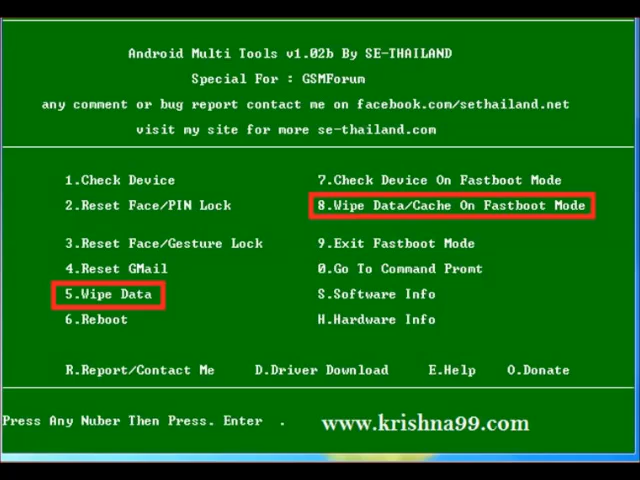 Android Multi Tools v1.02b By SE-THAILAND
Special For : GSMForum
any comment or bug report contact me on facebook.com/sethailand.net
visit my site for more se-thailand.com
1.Check Device 7.Check Device On Fastboot Mode
2.Reset Face/PIN Lock 8.Wipe Data/Cache On Fastboot Mode
3.Reset Face/Gesture Lock 9.Exit Fastboot Mode
4.Reset GMail 0.Go To Command Promt
5.Wipe Data S.Software Info
6.Reboot H.Hardware Info
R.Report/Contact Me D.Driver Download E.Help O.Donate
Press Any Nuber Then Press. Enter .
www.krishna99.com